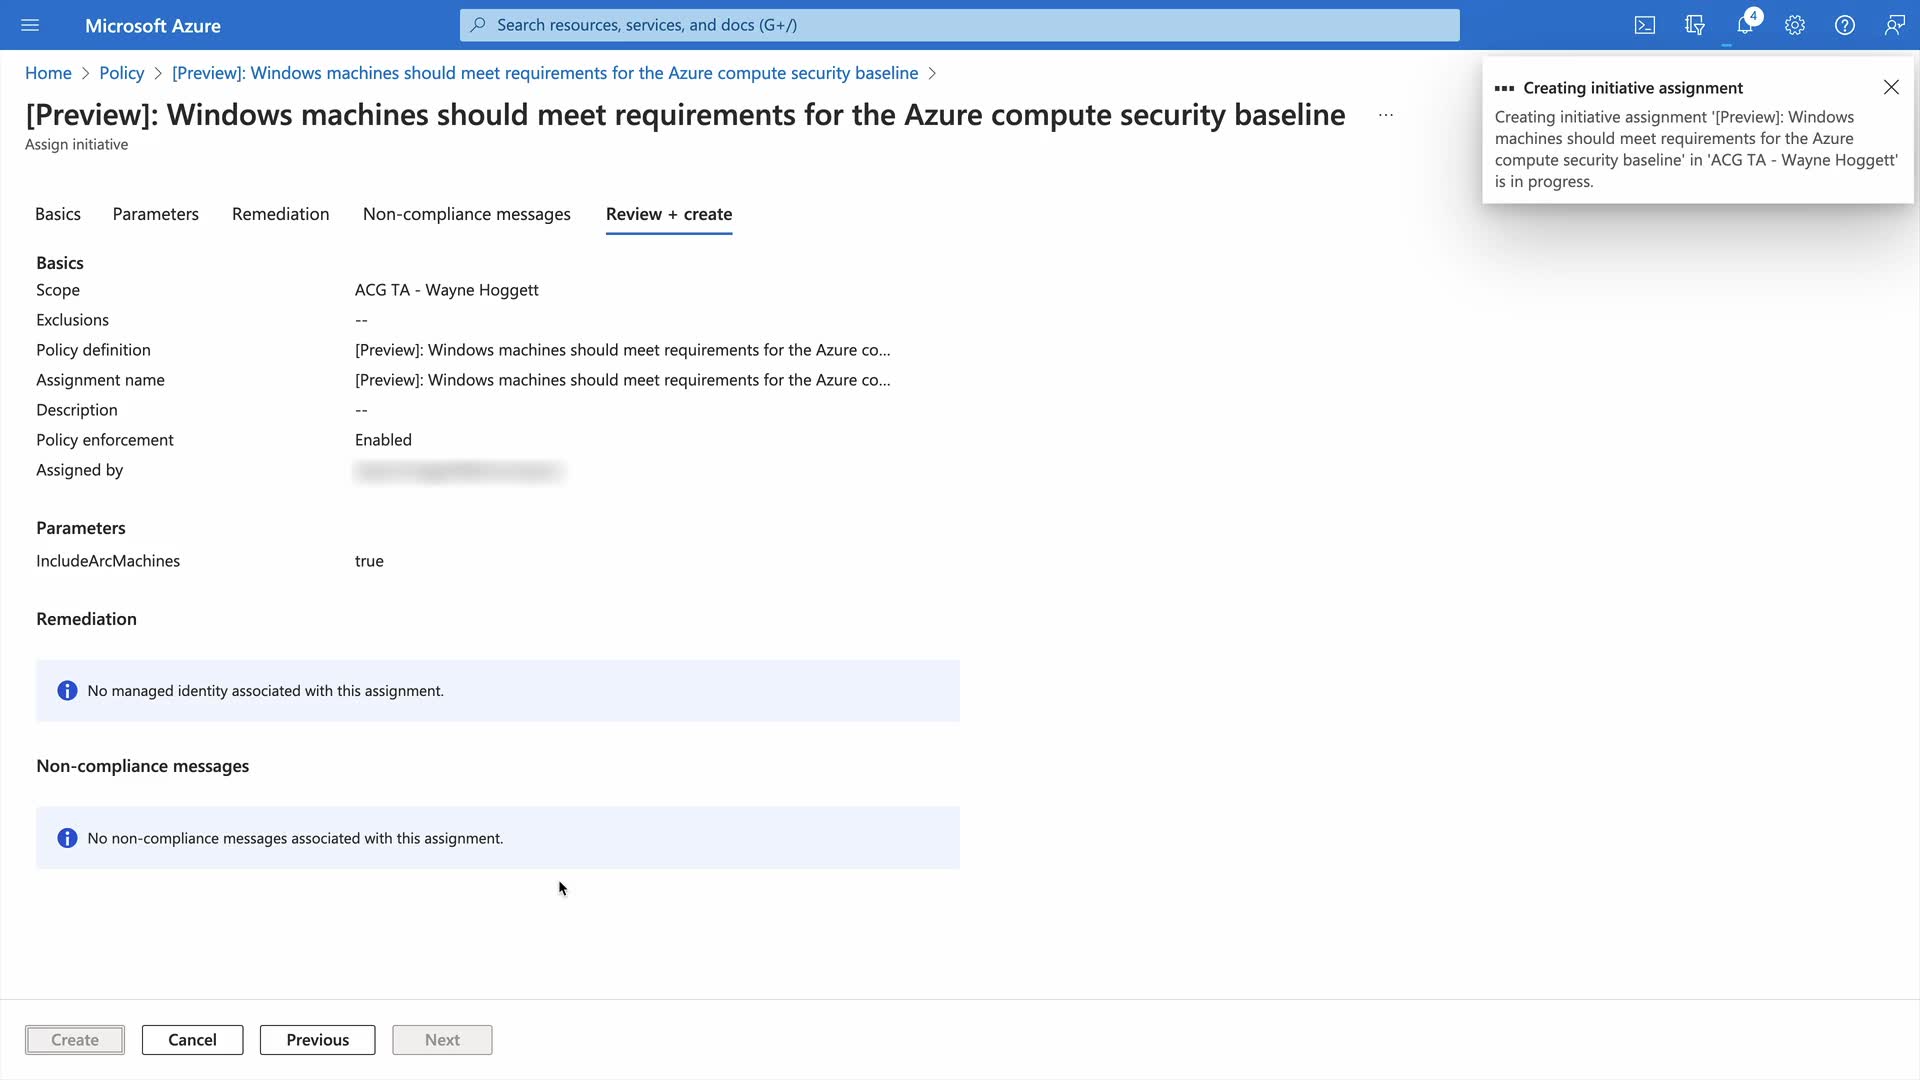 Microsoft Azure
Search resources, services, and docs (G+/)
4
Home > Policy > [Preview]: Windows machines should meet requirements for the Azure compute security baseline >
[Preview]: Windows machines should meet requirements for the Azure compute security baseline ...
Assign initiative
Creating initiative assignment
Creating initiative assignment '[Preview]: Windows
machines should meet requirements for the Azure
compute security baseline' in 'ACG TA - Wayne Hoggett'
is in progress.
Basics Parameters Remediation Non-compliance messages Review + create
Basics
Scope ACG TA - Wayne Hoggett
Exclusions --
Policy definition [Preview]: Windows machines should meet requirements for the Azure co...
Assignment name [Preview]: Windows machines should meet requirements for the Azure co...
Description --
Policy enforcement Enabled
Assigned by
Parameters
IncludeArcMachines true
Remediation
No managed identity associated with this assignment.
Non-compliance messages
No non-compliance messages associated with this assignment.
Create Cancel Previous Next